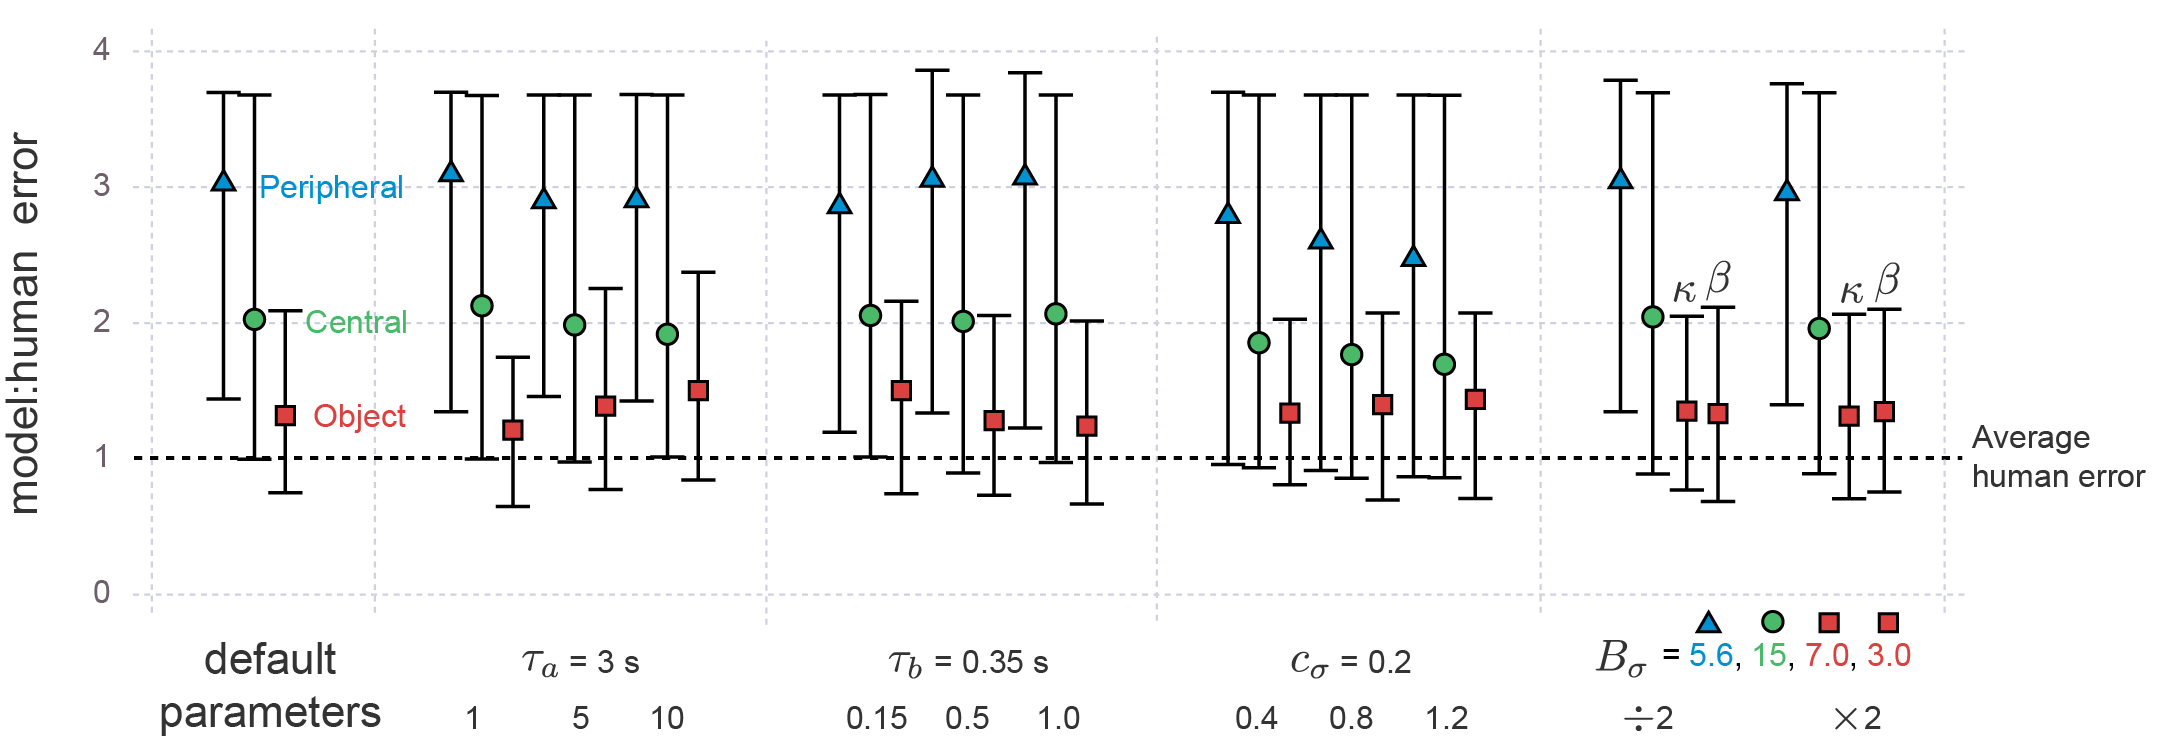 model:human error
4
3
2
1
0
Peripheral
Central
Object
κ β
κ β
Average
human error
default
parameters
τa = 3 s
1 5 10
τb = 0.35 s
0.15 0.5 1.0
cσ = 0.2
0.4 0.8 1.2
Bσ = 5.6, 15, 7.0, 3.0
÷2 ×2